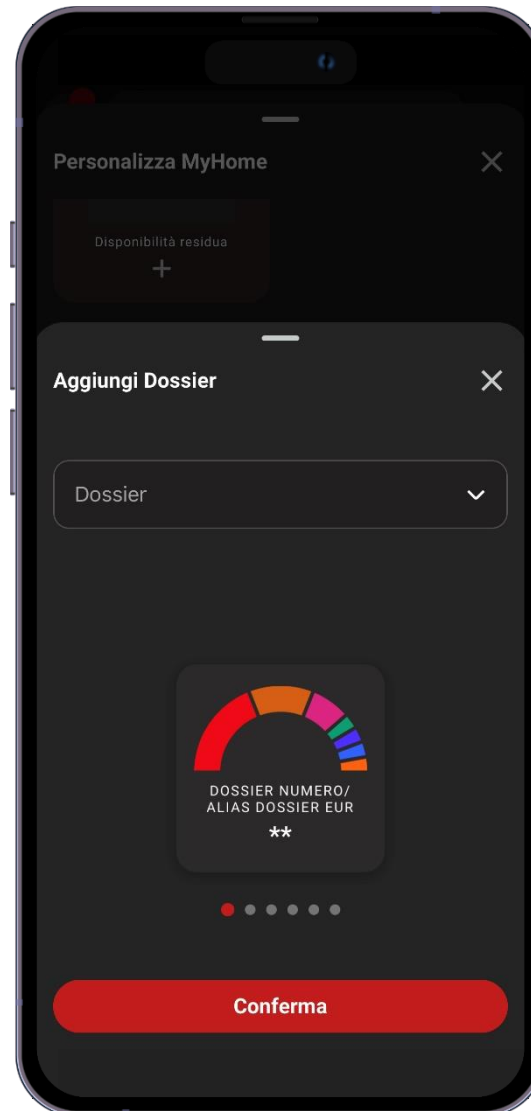 Personalizza MyHome
Disponibilità residua
+
Aggiungi Dossier
Dossier
DOSSIER NUMERO/
ALIAS DOSSIER EUR
**
Conferma